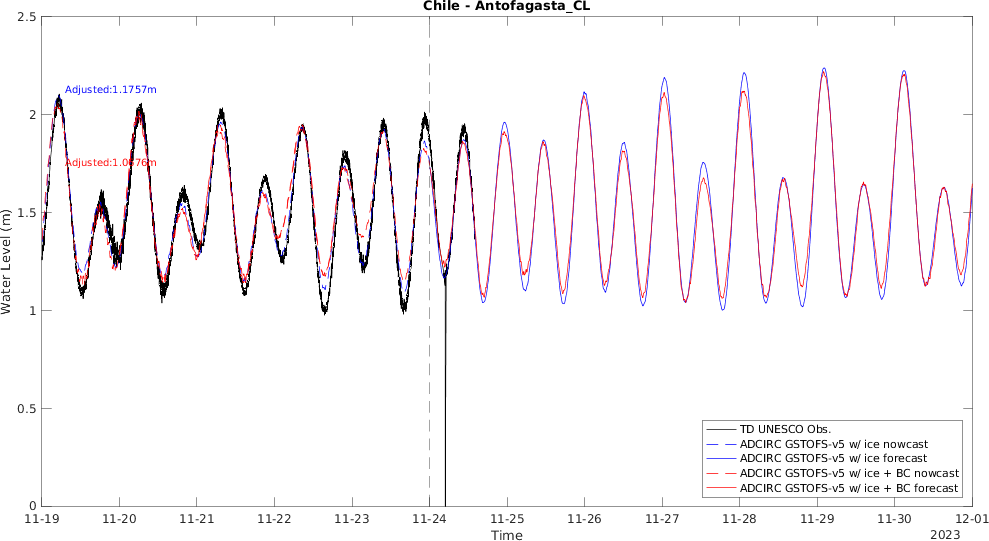 Chile - Antofagasta_CL
2.5
2
1.5
1
0.5
0
Water Level (m)
Adjusted:1.1757m
11-19
11-20
11-21
11-22
11-23
11-24
11-25
11-26
11-27
11-28
11-29
11-30
12-01
Time
2023
TD UNESCO Obs.
ADCIRC GSTOFS-v5 w/ ice nowcast
ADCIRC GSTOFS-v5 w/ ice forecast
ADCIRC GSTOFS-v5 w/ ice + BC nowcast
ADCIRC GSTOFS-v5 w/ ice + BC forecast